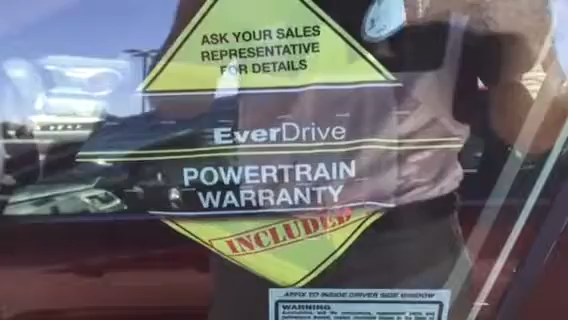 ASK YOUR SALES
REPRESENTATIVE
FOR DETAILS
EverDrive
POWERTRAIN
WARRANTY
INCLUDED
AFFIX TO INSIDE DRIVER SIDE WINDOW
WARNING